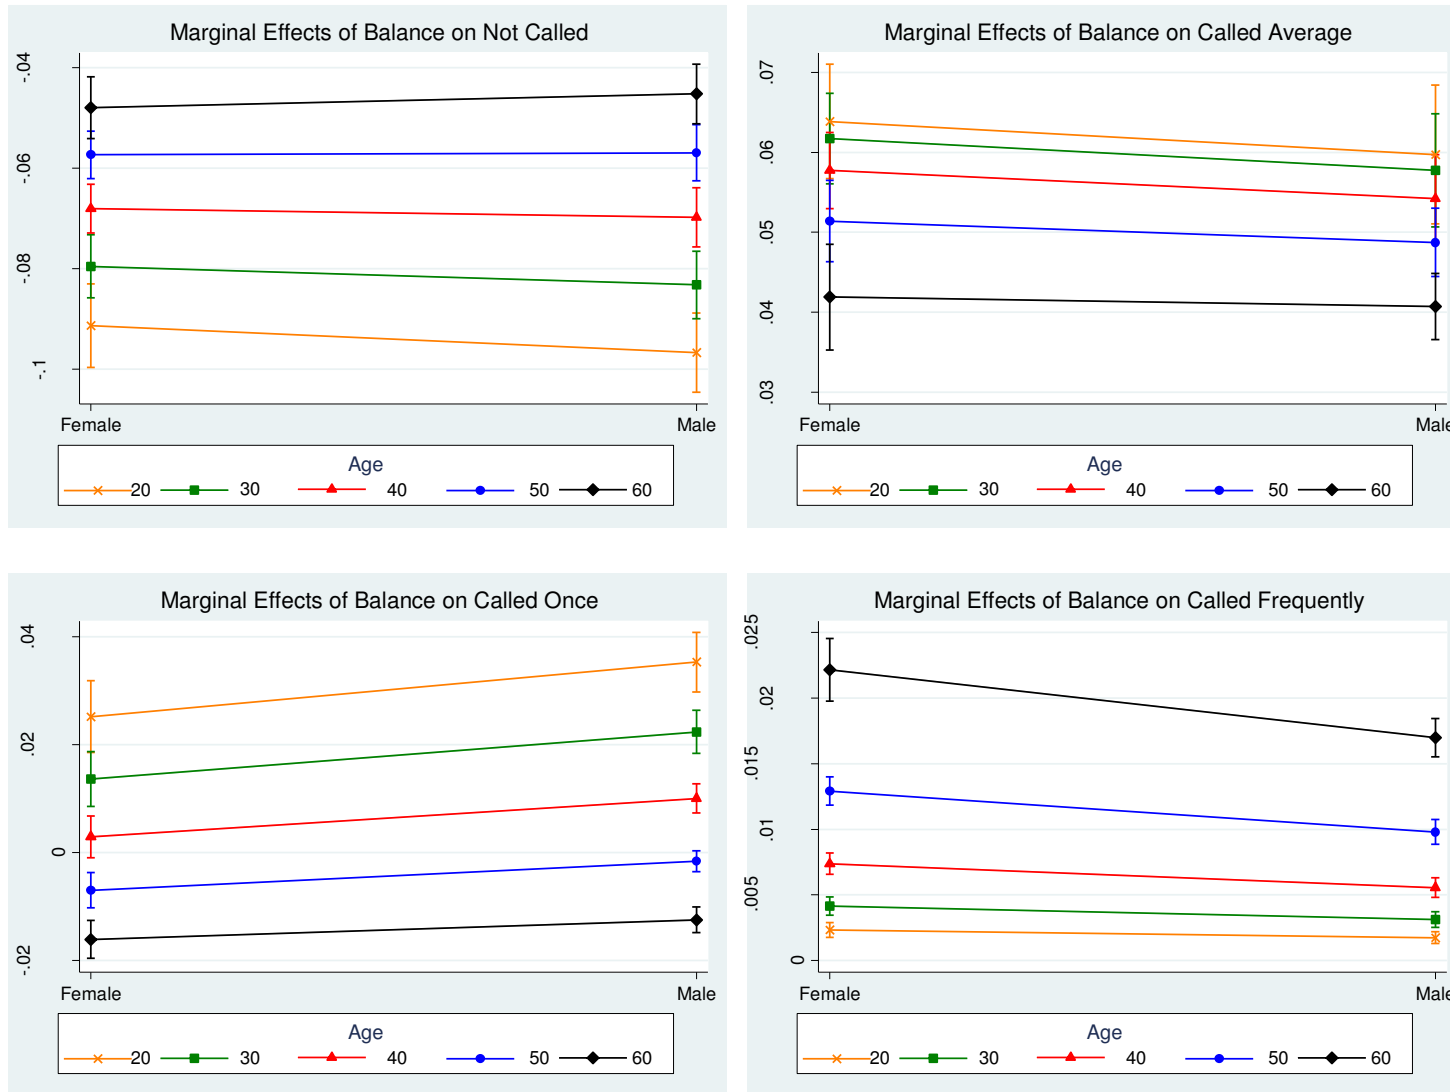 Marginal Effects of Balance on Not Called
-.04
-.06
-.08
-.1
Female Male
Age
20 30 40 50 60
Marginal Effects of Balance on Called Average
.07
.06
.05
.04
.03
Female Male
Age
20 30 40 50 60
Marginal Effects of Balance on Called Once
.04
.02
0
-.02
Female Male
Age
20 30 40 50 60
Marginal Effects of Balance on Called Frequently
.025
.02
.015
.01
.005
0
Female Male
Age
20 30 40 50 60